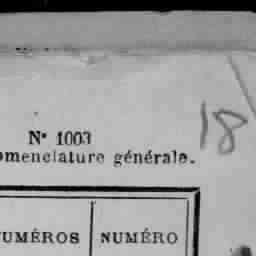 N° 1003
omenclature générale.
18
UMÉROS NUMÉRO